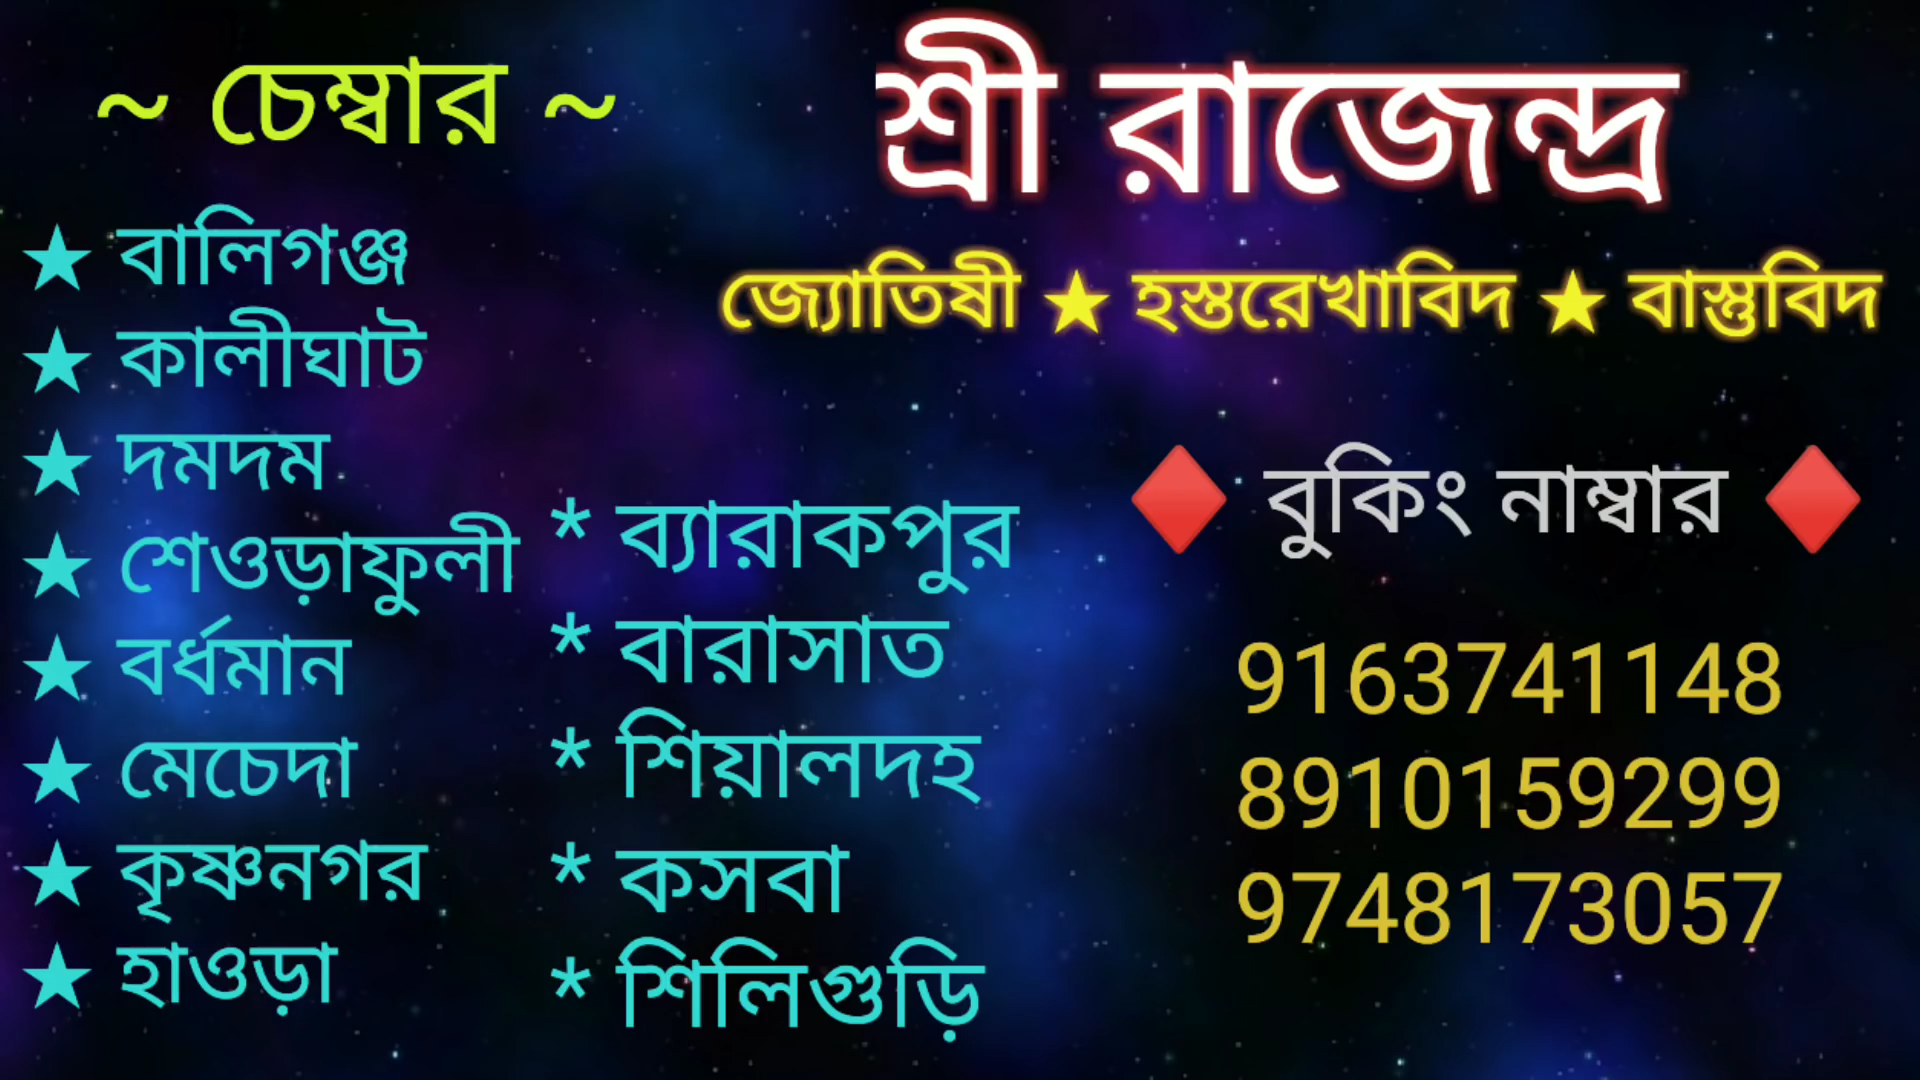 ~ চেম্বার ~
★ বালিগঞ্জ
★ কালীঘাট
★ দমদম
★ শেওড়াফুলী
★ বর্ধমান
★ মেচেদা
★ কৃষ্ণনগর
★ হাওড়া
* ব্যারাকপুর
* বারাসাত
* শিয়ালদহ
* কসবা
* শিলিগুড়ি
শ্রী রাজেন্দ্র
জ্যোতিষী ★ হস্তরেখাবিদ ★ বাস্তুবিদ
♦ বুকিং নাম্বার ♦
9163741148
8910159299
9748173057